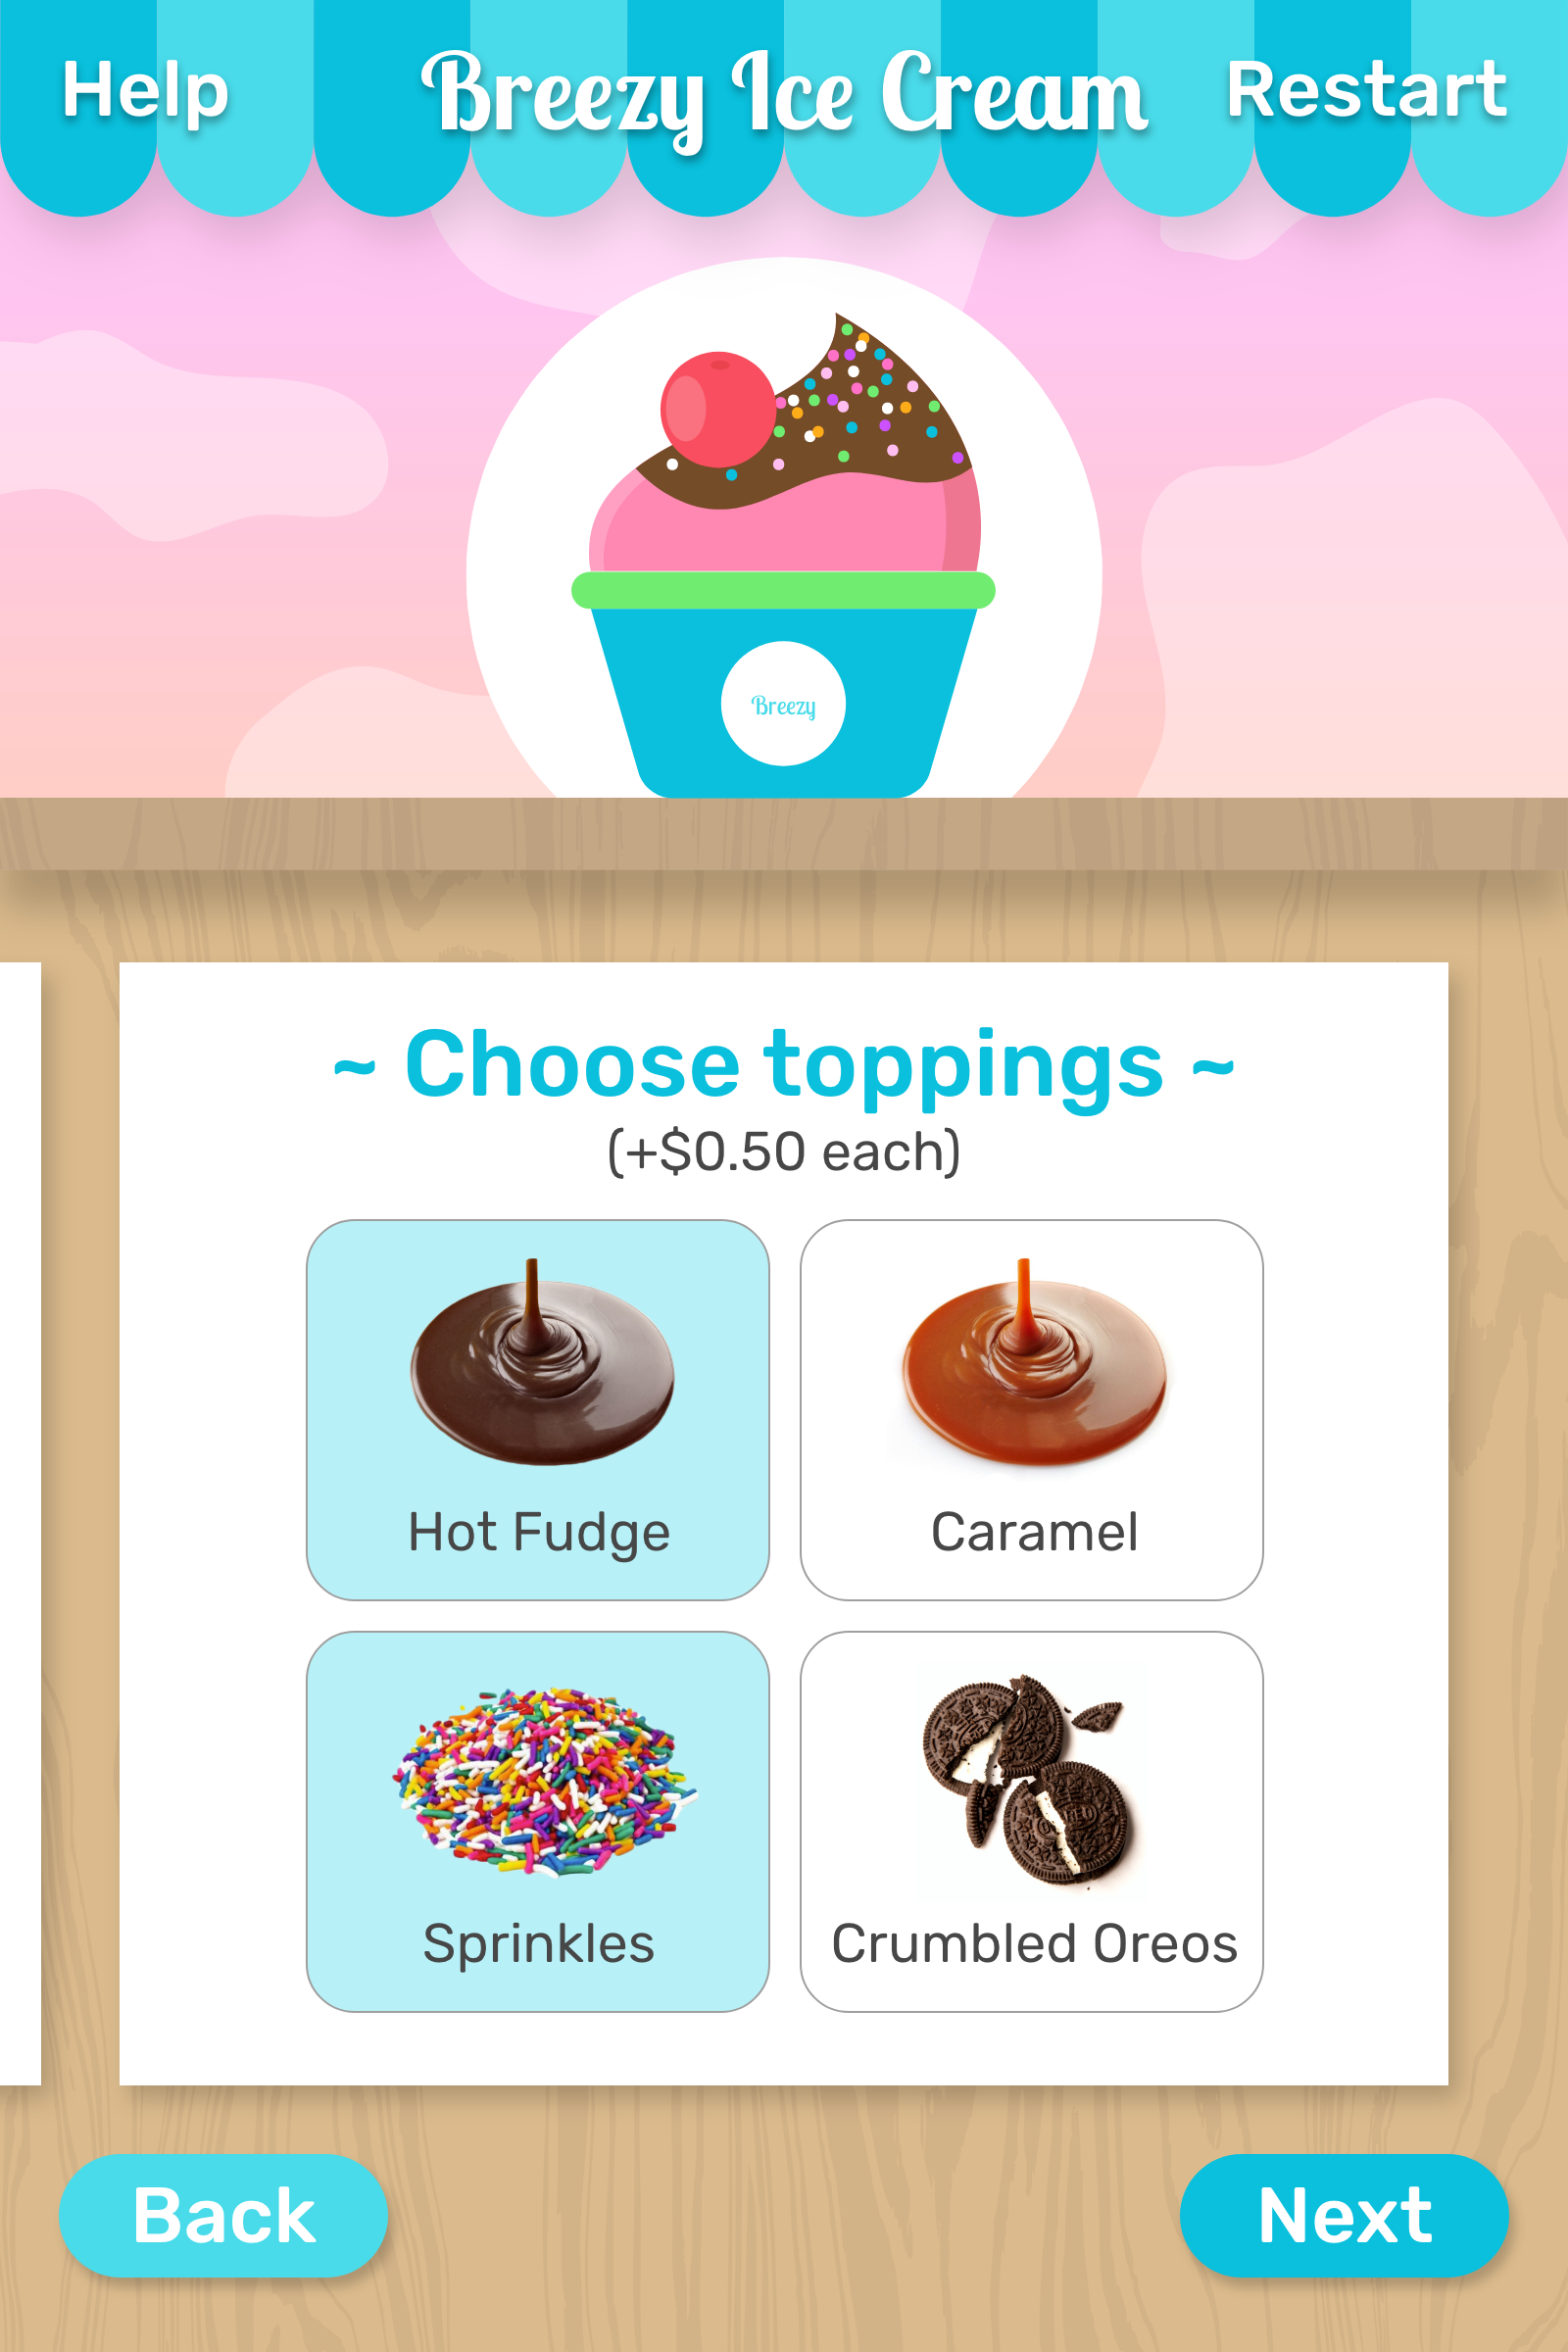 Help Breezy Ice Cream Restart
Breezy
~ Choose toppings ~
(+$0.50 each)
Hot Fudge Caramel
Sprinkles Crumbled Oreos
Back Next